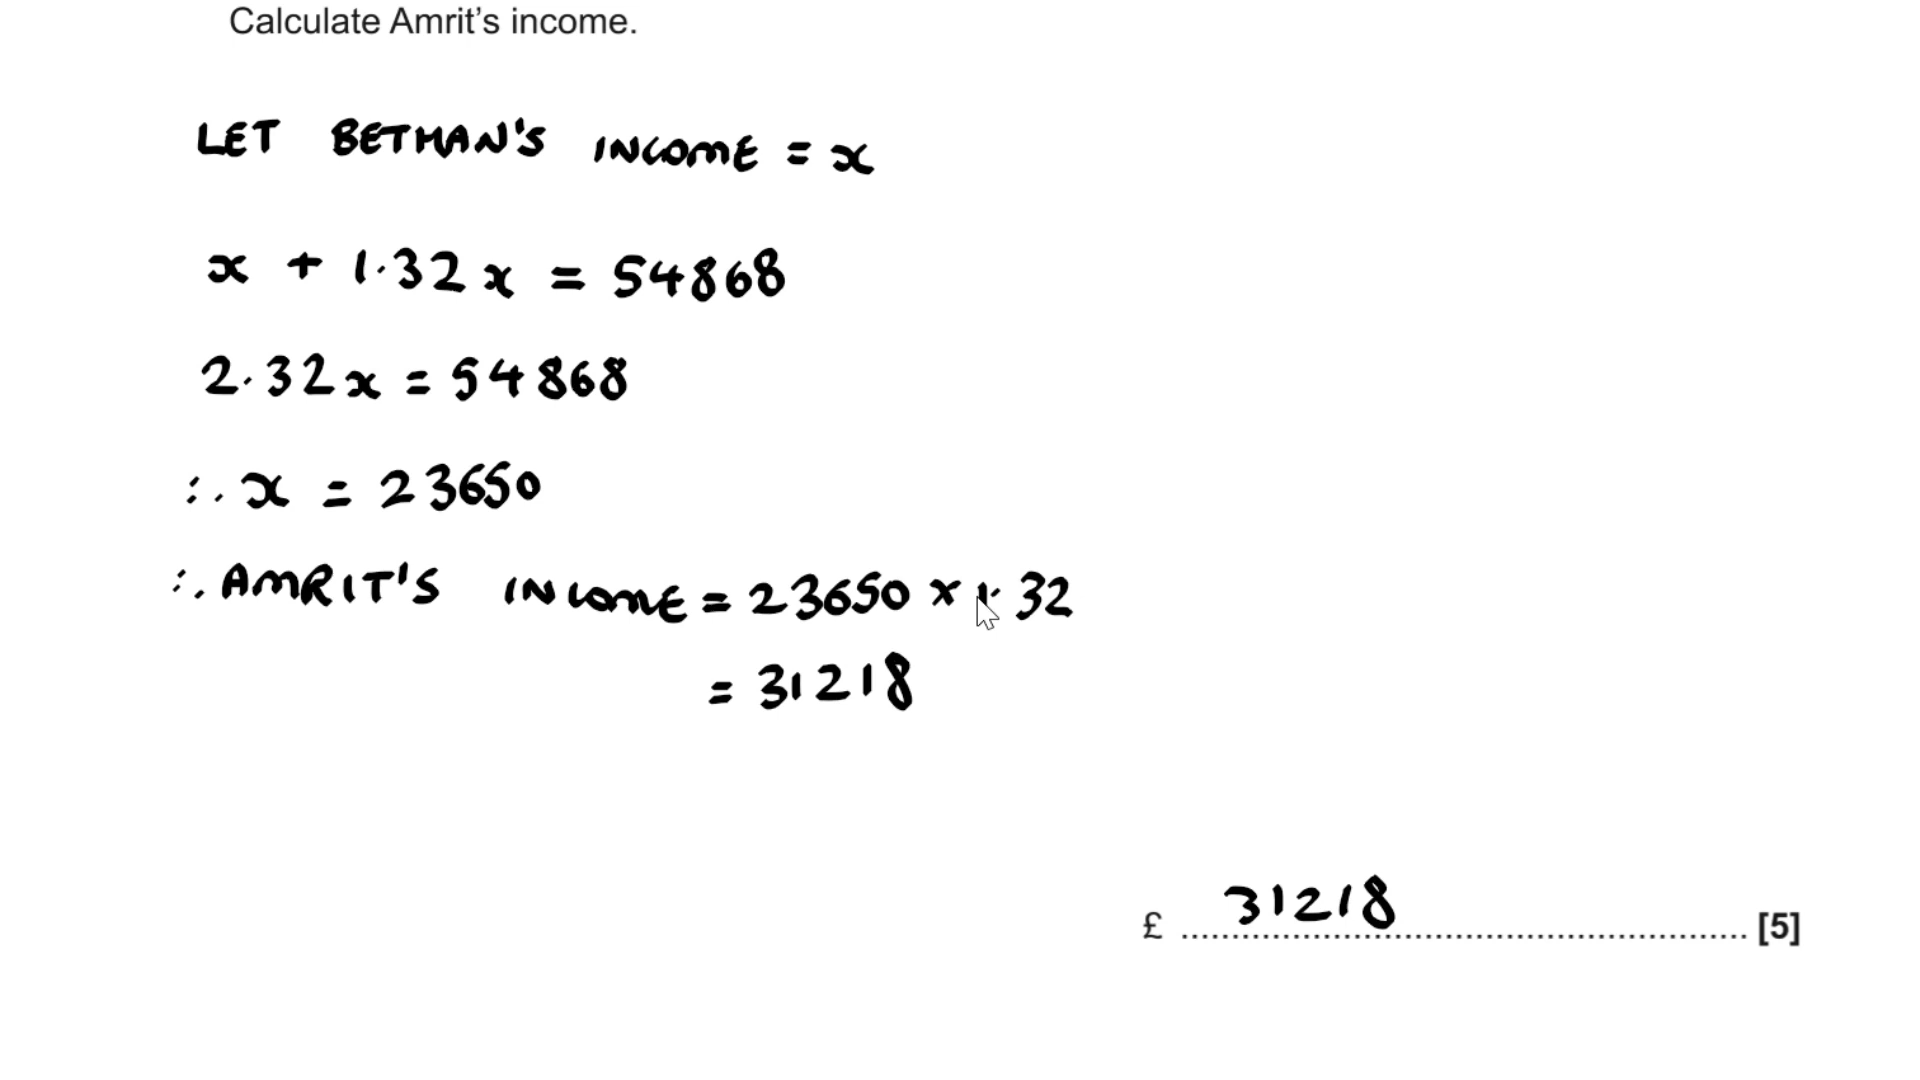 Calculate Amrit's income.
LET BETHAN'S INCOME = x
x + 1.32x = 54868
2.32x = 54868
∴ x = 23650
∴ AMRIT'S INCOME = 23650 × 1.32
= 31218
£ 31218 [5]